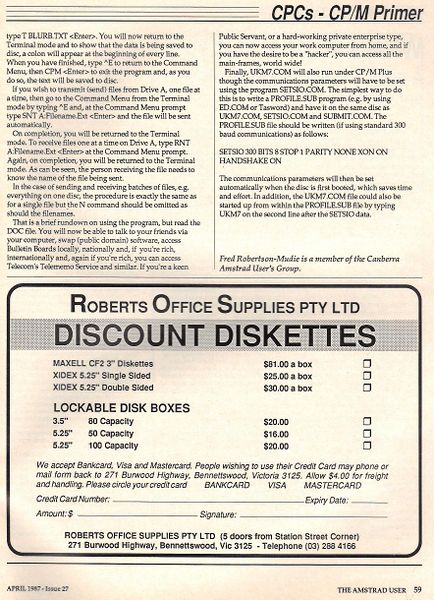 CPCs - CP/M Primer
type T BLURB.TXT <Enter>. You will now return to the
Terminal mode and to show that the data is being saved to
disc, a colon will appear at the beginning of every line.
When you have finished, type ^E to return to the Command
Menu, then CPM <Enter> to exit the program and, as you
do so, the text will be saved to disc.
If you wish to transmit (send) files from Drive A, one file at
a time, then go to the Command Menu from the Terminal
mode by typing ^E and, at the Command Menu prompt
type SNT A:Filename.Ext <Enter> and the file will be sent
automatically.
On completion, you will be returned to the Terminal
mode. To receive files one at a time on Drive A, type RNT
A:Filename.Ext <Enter> at the Command Menu prompt.
Again, on completion, you will be returned to the Terminal
mode. As can be seen, the person receiving the file needs to
know the name of the file being sent.
In the case of sending and receiving batches of files, e.g.
everything on one disc, the procedure is exactly the same as
for a single file but the N command should be omitted as
should the filenames.
That is a brief rundown on using the program, but read the
DOC file. You will now be able to talk to your friends via
your computer, swap (public domain) software, access
Bulletin Boards locally, nationally and, if you're rich,
internationally and, again if you're rich, you can access
Telecom's Telememo Service and similar. If you're a keen
Public Servant, or a hard-working private enterprise type,
you can now access your work computer from home, and if
you have the desire to be a "hacker", you can access all the
main-frames, world wide!
Finally, UKM7.COM will also run under CP/M Plus
though the communications parameters will have to be set
using the program SETSIO.COM. The simplest way to do
this is to write a PROFILE.SUB program (e.g. by using
ED.COM or Tasword) and have it on the same disc as
UKM7.COM, SETSIO.COM and SUBMIT.COM. The
PROFILE.SUB file should be written (if using standard 300
baud communications) as follows:
SETSIO 300 BITS 8 STOP 1 PARITY NONE XON ON
HANDSHAKE ON
The communications parameters will then be set
automatically when the disc is first booted, which saves time
and effort. In addition, the UKM7.COM file could also be
started up from within the PROFILE.SUB file by typing
UKM7 on the second line after the SETSIO data.
Fred Robertson-Mudie is a member of the Canberra
Amstrad User's Group.
ROBERTS OFFICE SUPPLIES PTY LTD
DISCOUNT DISKETTES
MAXELL CF2 3" Diskettes $81.00 a box
XIDEX 5.25" Single Sided $25.00 a box
XIDEX 5.25" Double Sided $30.00 a box
LOCKABLE DISK BOXES
3.5" 80 Capacity $20.00
5.25" 50 Capacity $16.00
5.25" 100 Capacity $20.00
We accept Bankcard, Visa and Mastercard. People wishing to use their Credit Card may phone or
mail form back to 271 Burwood Highway, Bennettswood, Victoria 3125. Allow $4.00 for freight
and handling. Please circle your credit card BANKCARD VISA MASTERCARD
Credit Card Number: Expiry Date:
Amount: $ Signature:
ROBERTS OFFICE SUPPLIES PTY LTD (5 doors from Station Street Corner)
271 Burwood Highway, Bennettswood, Vic 3125 - Telephone (03) 288 4166
APRIL 1987 - Issue 27 THE AMSTRAD USER 59